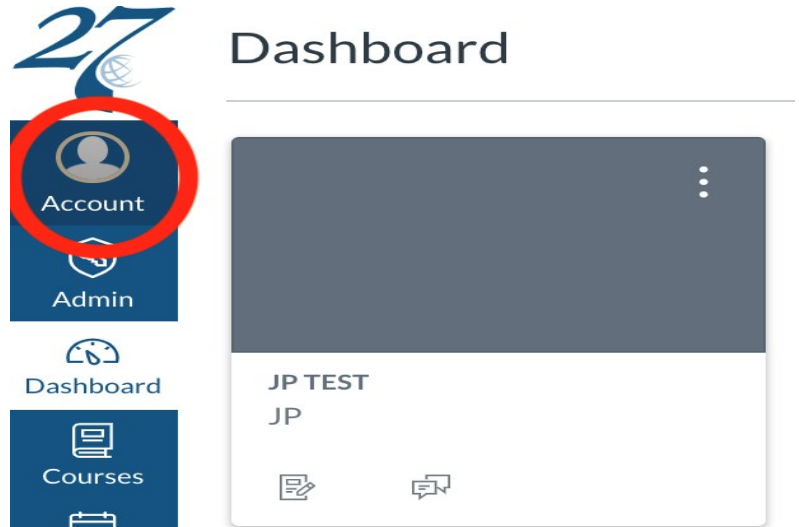 27
Dashboard
Account
Admin
Dashboard
Courses
JP TEST
JP